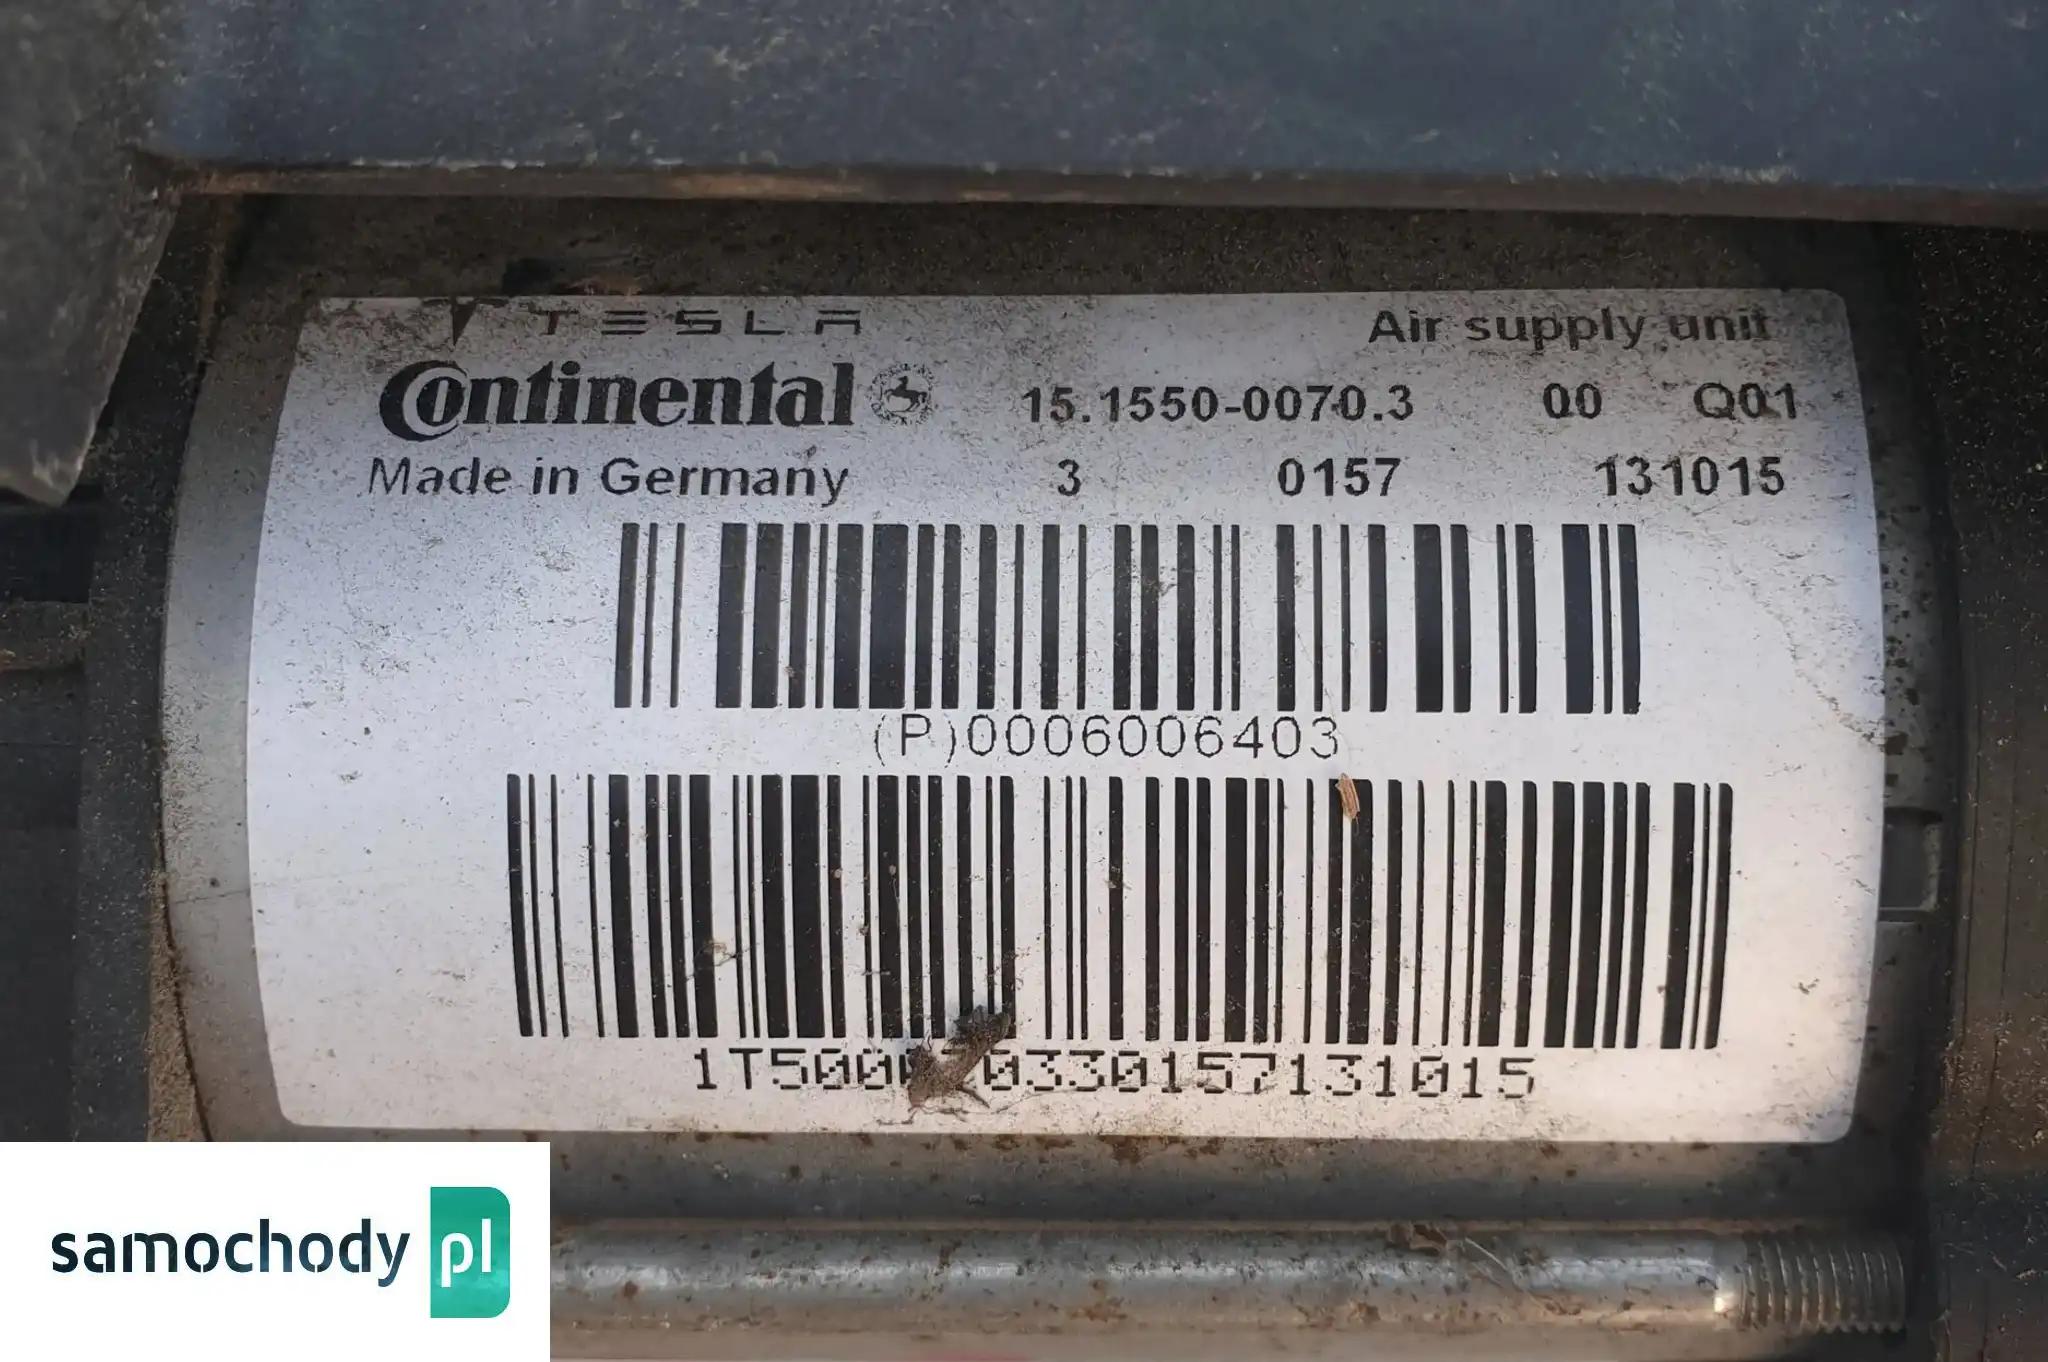 TESLA Air supply unit
Continental 15.1550-0070.3 00 Q01
Made in Germany 3 0157 131015
(P)0006006403
samochody pl